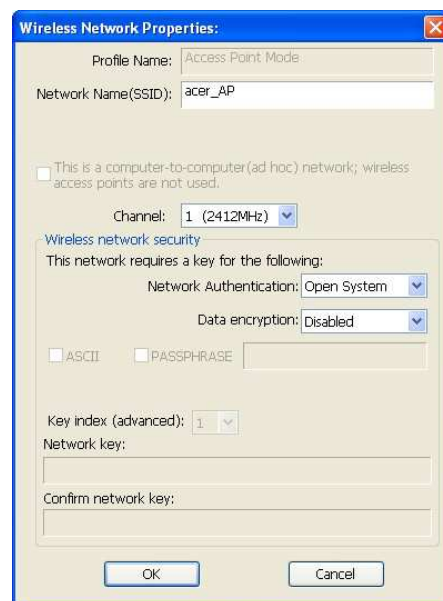 Wireless Network Properties:
Profile Name: Access Point Mode
Network Name(SSID): acer_AP
This is a computer-to-computer(ad hoc) network; wireless
access points are not used.
Channel: 1 (2412MHz)
Wireless network security
This network requires a key for the following:
Network Authentication: Open System
Data encryption: Disabled
ASCII PASSPHRASE
Key index (advanced): 1
Network key:
Confirm network key:
OK Cancel